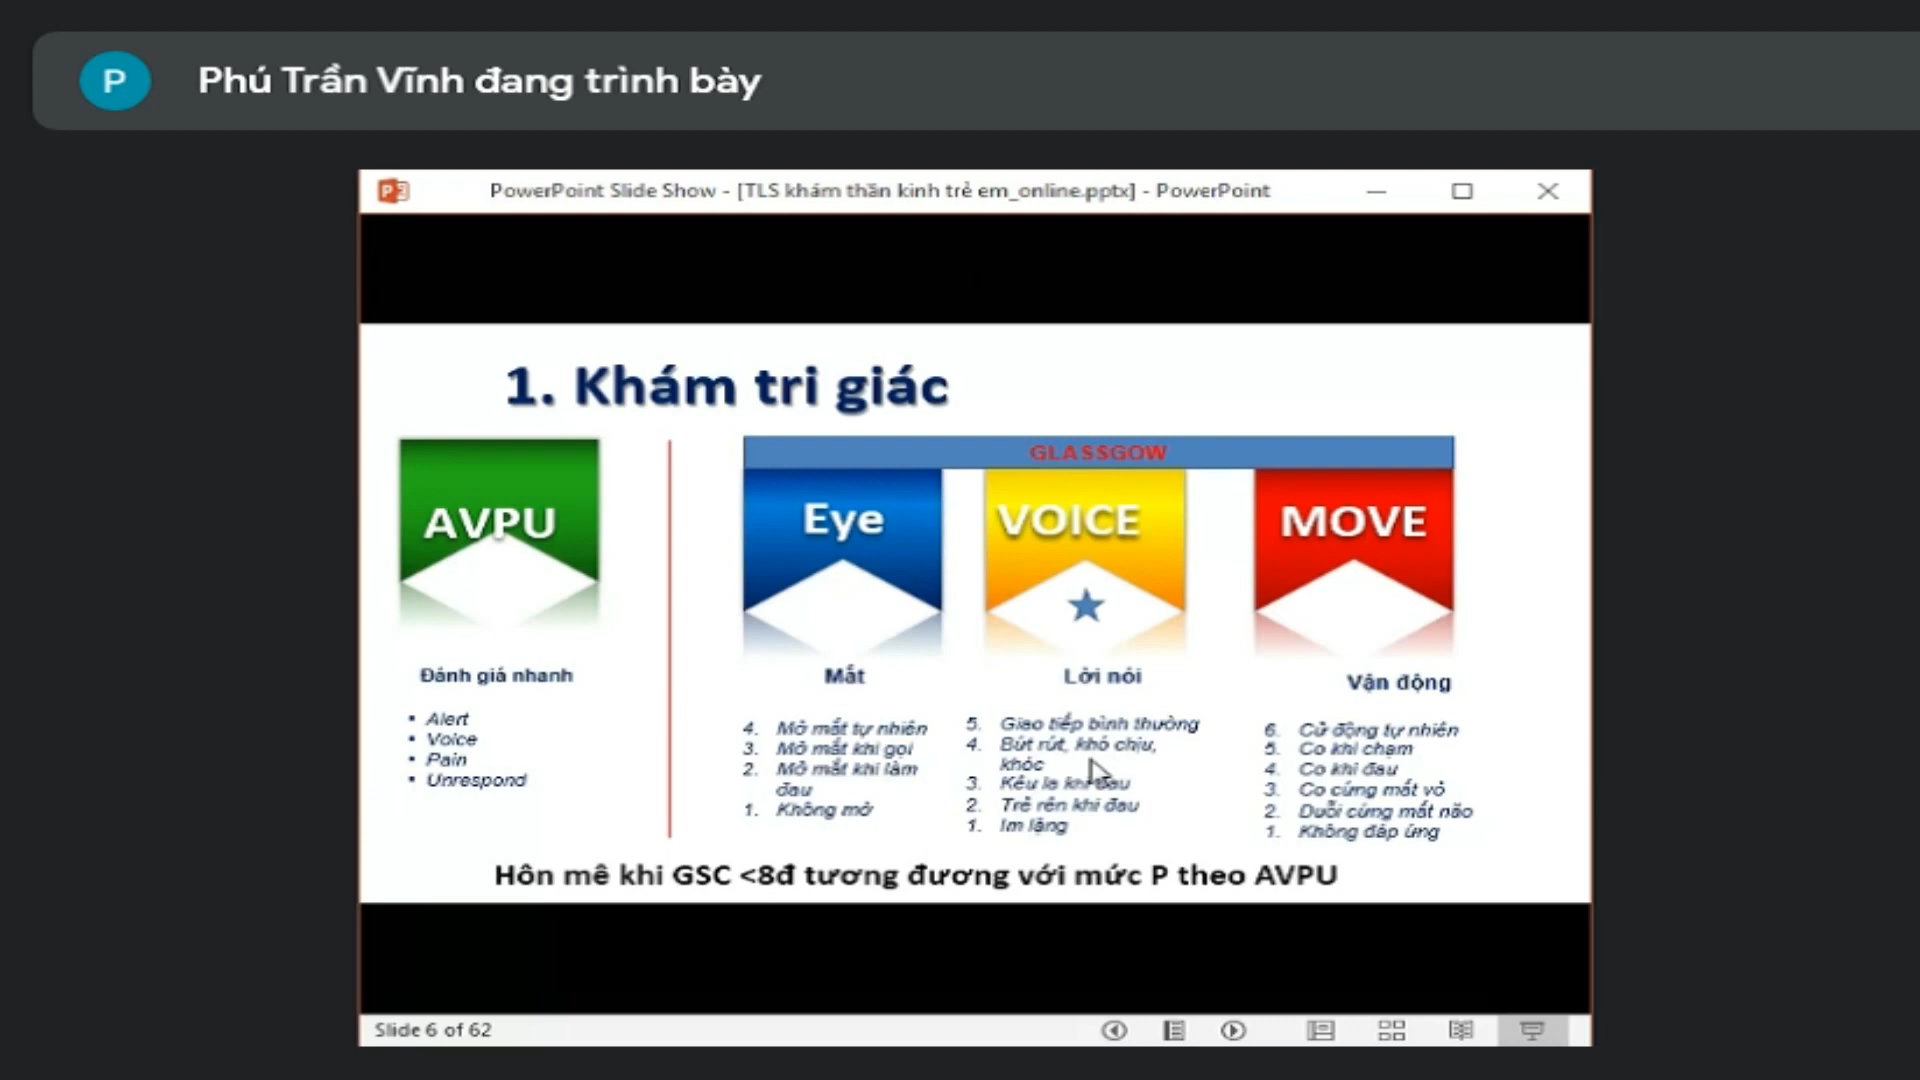 P
Phú Trần Vĩnh đang trình bày
PowerPoint Slide Show - [TLS khám thần kinh trẻ em_online.pptx] - PowerPoint
1. Khám tri giác
GLASSGOW
AVPU
Eye
VOICE
MOVE
Đánh giá nhanh
• Alert
• Voice
• Pain
• Unrespond
Mắt
4. Mở mắt tự nhiên
3. Mở mắt khi gọi
2. Mở mắt khi làm
đau
1. Không mở
Lời nói
5. Giao tiếp bình thường
4. Bứt rứt, khó chịu,
khóc
3. Kêu la khi đau
2. Trẻ rên khi đau
1. Im lặng
Vận động
6. Cử động tự nhiên
5. Co khi chạm
4. Co khi đau
3. Co cứng mất vỏ
2. Duỗi cứng mất não
1. Không đáp ứng
Hôn mê khi GSC <8đ tương đương với mức P theo AVPU
Slide 6 of 62